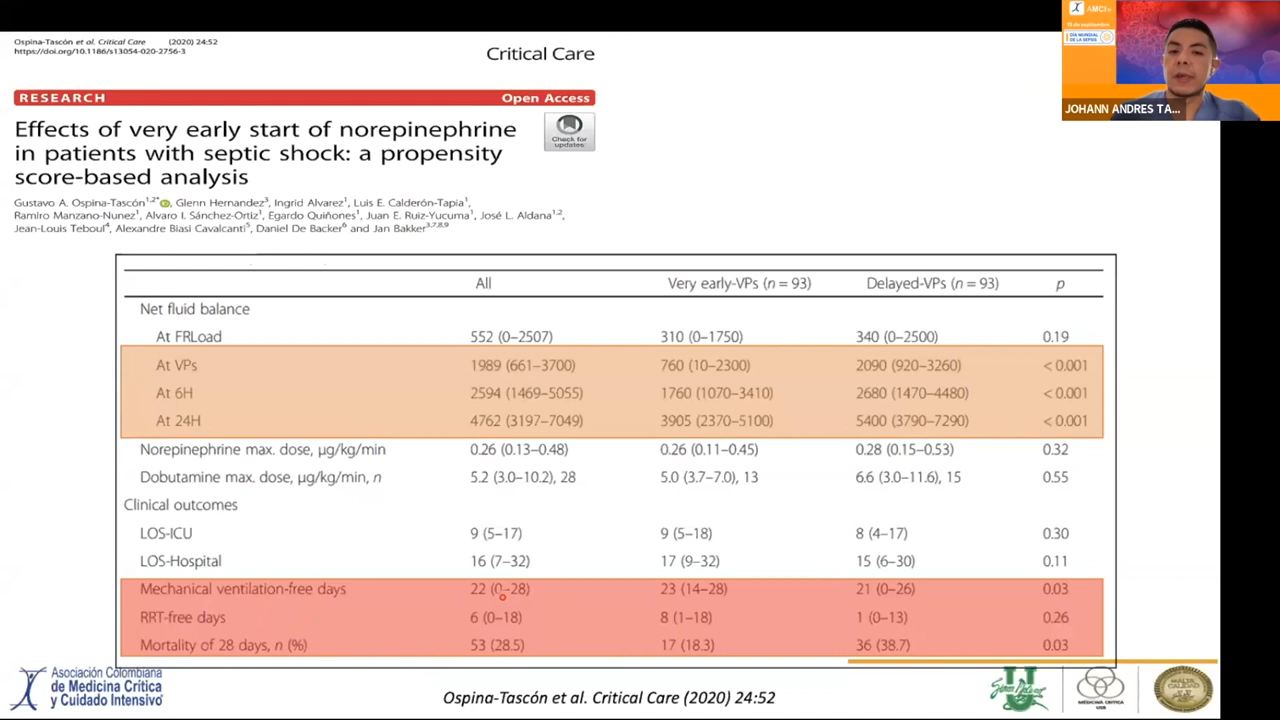 Ospina-Tascón et al. Critical Care (2020) 24:52
https://doi.org/10.1186/s13054-020-2756-3
Critical Care
RESEARCH Open Access
Effects of very early start of norepinephrine
in patients with septic shock: a propensity
score-based analysis
Check for
updates
Gustavo A. Ospina-Tascón1,2*, Glenn Hernandez3, Ingrid Alvarez1, Luis E. Calderón-Tapia1,
Ramiro Manzano-Nunez1, Alvaro I. Sánchez-Ortiz1, Egardo Quiñones1, Juan E. Ruiz-Yucuma1, José L. Aldana1,2,
Jean-Louis Teboul4, Alexandre Biasi Cavalcanti5, Daniel De Backer6 and Jan Bakker3,7,8,9
All Very early-VPs (n = 93) Delayed-VPs (n = 93) p
Net fluid balance
At FRLoad 552 (0–2507) 310 (0–1750) 340 (0–2500) 0.19
At VPs 1989 (661–3700) 760 (10–2300) 2090 (920–3260) < 0.001
At 6H 2594 (1469–5055) 1760 (1070–3410) 2680 (1470–4480) < 0.001
At 24H 4762 (3197–7049) 3905 (2370–5100) 5400 (3790–7290) < 0.001
Norepinephrine max. dose, μg/kg/min 0.26 (0.13–0.48) 0.26 (0.11–0.45) 0.28 (0.15–0.53) 0.32
Dobutamine max. dose, μg/kg/min, n 5.2 (3.0–10.2), 28 5.0 (3.7–7.0), 13 6.6 (3.0–11.6), 15 0.55
Clinical outcomes
LOS-ICU 9 (5–17) 9 (5–18) 8 (4–17) 0.30
LOS-Hospital 16 (7–32) 17 (9–32) 15 (6–30) 0.11
Mechanical ventilation-free days 22 (0–28) 23 (14–28) 21 (0–26) 0.03
RRT-free days 6 (0–18) 8 (1–18) 1 (0–13) 0.26
Mortality of 28 days, n (%) 53 (28.5) 17 (18.3) 36 (38.7) 0.03
Asociación Colombiana
de Medicina Crítica
y Cuidado Intensivo
Ospina-Tascón et al. Critical Care (2020) 24:52
MEDICINA CRITICA
AMCI
DÍA MUNDIAL
DE LA SEPSIS
JOHANN ANDRES TA...